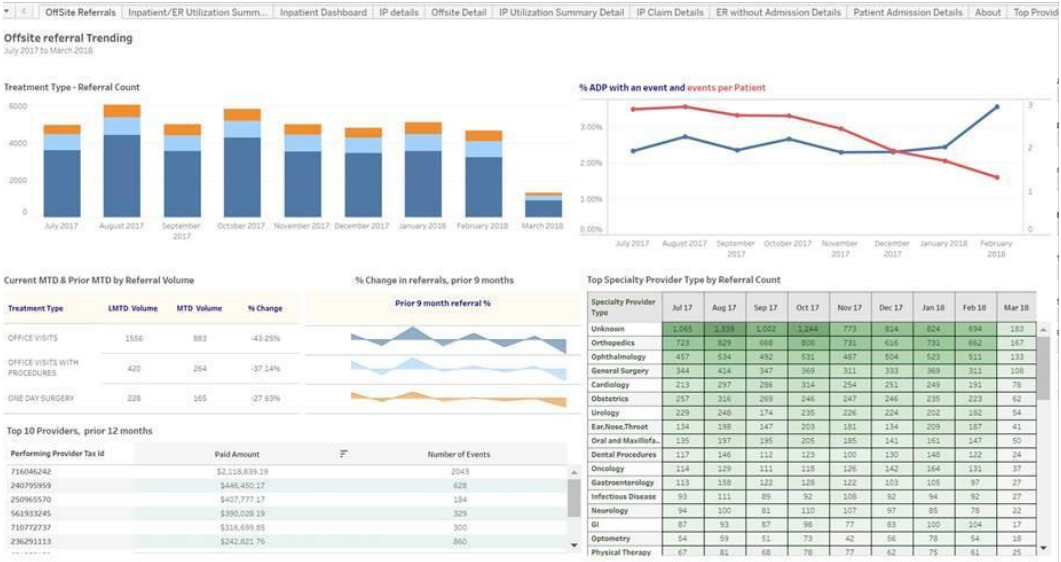 OffSite Referrals
Inpatient/ER Utilization Summ...
Inpatient Dashboard
IP details
Offsite Detail
IP Utilization Summary Detail
IP Claim Details
ER without Admission Details
Patient Admission Details
About
Top Provid
Offsite referral Trending
July 2017 to March 2018
Treatment Type - Referral Count
6000
4000
2000
0
July 2017 August 2017 September 2017 October 2017 November 2017 December 2017 January 2018 February 2018 March 2018
% ADP with an event and events per Patient
3.00%
2.00%
1.00%
0.00%
3
2
1
0
July 2017 August 2017 September 2017 October 2017 November 2017 December 2017 January 2018 February 2018
Current MTD & Prior MTD by Referral Volume
Treatment Type LMTD Volume MTD Volume % Change
OFFICE VISITS 1556 883 -43.25%
OFFICE VISITS WITH PROCEDURES. 420 264 -37.14%
ONE DAY SURGERY 228 165 -27.63%
% Change in referrals, prior 9 months
Prior 9 month referral %
Top 10 Providers, prior 12 months
Performing Provider Tax Id Paid Amount Number of Events
716046242 $2,118,839.19 2043
240795959 $446,450.17 628
250965570 $407,777.17 184
561933245 $390,028.19 329
710772737 $316,699.85 300
236291113 $242,821.76 860
Top Specialty Provider Type by Referral Count
Specialty Provider Type Jul 17 Aug 17 Sep 17 Oct 17 Nov 17 Dec 17 Jan 18 Feb 18 Mar 18
Unknown 1,065 1,339 1,002 1,244 773 814 824 694 183
Orthopedics 723 829 668 808 731 616 731 662 167
Ophthalmology 457 534 492 531 487 504 523 511 133
General Surgery 344 414 347 369 311 333 369 311 108
Cardiology 213 297 286 314 254 251 249 191 78
Obstetrics 257 316 269 246 247 246 235 223 62
Urology 229 248 174 235 226 224 202 182 54
Ear,Nose,Throat 134 198 147 203 181 134 209 187 41
Oral and Maxillofa.. 135 197 195 205 185 141 161 147 50
Dental Procedures 117 146 112 123 100 130 148 122 24
Oncology 114 129 111 118 126 142 164 131 37
Gastroenterology 113 158 122 128 122 103 105 97 27
Infectious Disease 93 111 89 92 108 92 94 92 27
Neurology 94 100 81 110 107 97 85 78 22
GI 87 93 87 98 77 83 100 104 17
Optometry 54 59 51 73 42 56 78 54 18
Physical Therapy 67 81 68 78 77 62 75 61 25